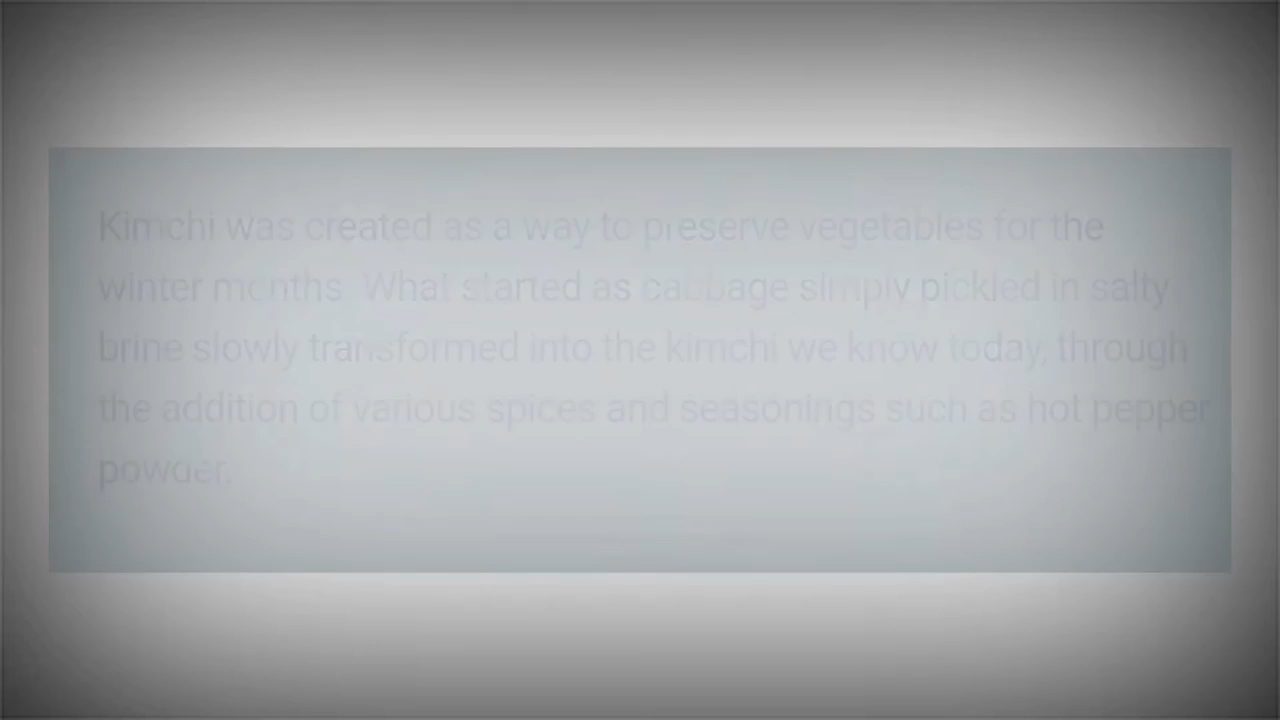 Kimchi was created as a way to preserve vegetables for the
winter months. What started as cabbage simply pickled in salty
brine slowly transformed into the kimchi we know today, through
the addition of various spices and seasonings such as hot pepper
powder.